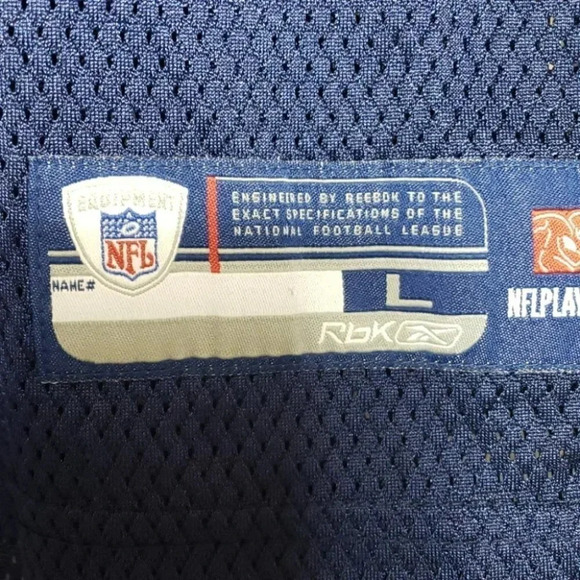 EQUIPMENT
NFL
ENGINEERED BY REEBOK TO THE
EXACT SPECIFICATIONS OF THE
NATIONAL FOOTBALL LEAGUE
NAME#
L
RbK
NFLPLAY